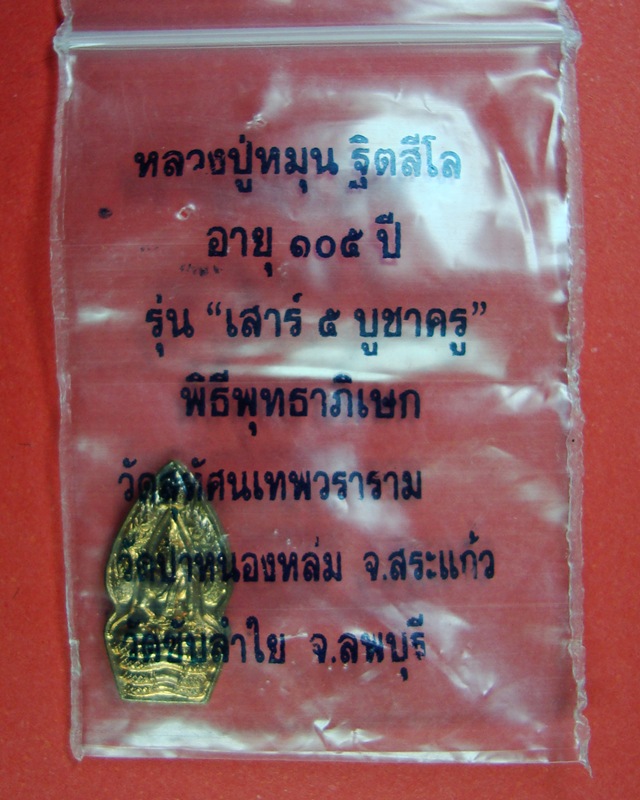 หลวงปู่หมุน ฐิตสีโล
อายุ ๑๐๕ ปี
รุ่น “เสาร์ ๕ บูชาครู”
พิธีพุทธาภิเษก
วัดสุทัศนเทพวราราม
วัดป่าหนองหล่ม จ.สระแก้ว
วัดซับลำใย จ.ลพบุรี